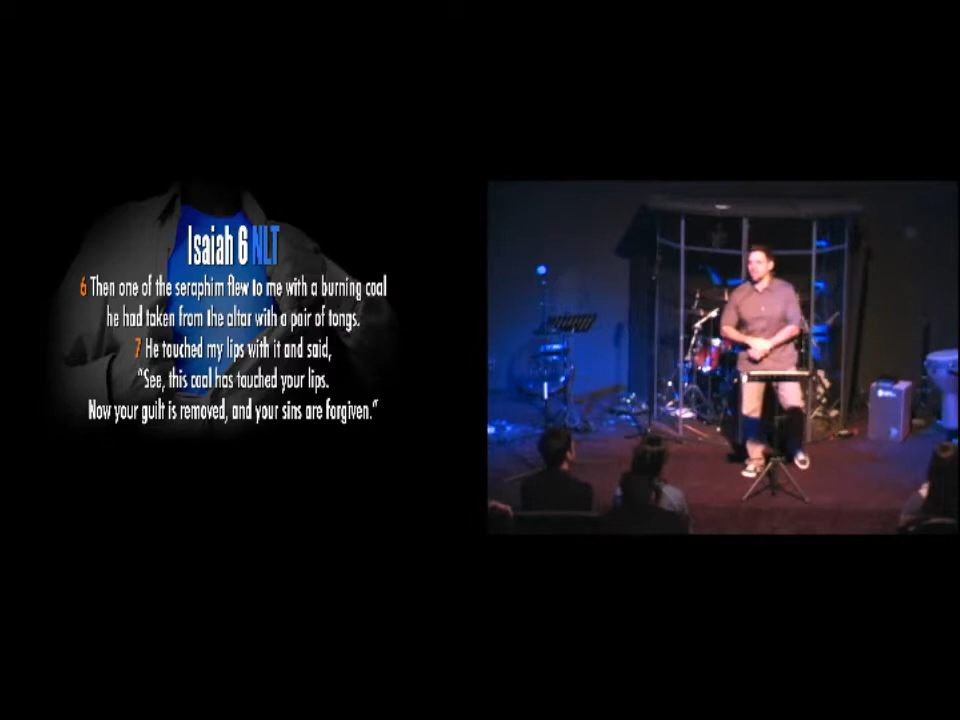 Isaiah 6 NLT
6 Then one of the seraphim flew to me with a burning coal
he had taken from the altar with a pair of tongs.
7 He touched my lips with it and said,
"See, this coal has touched your lips.
Now your guilt is removed, and your sins are forgiven."